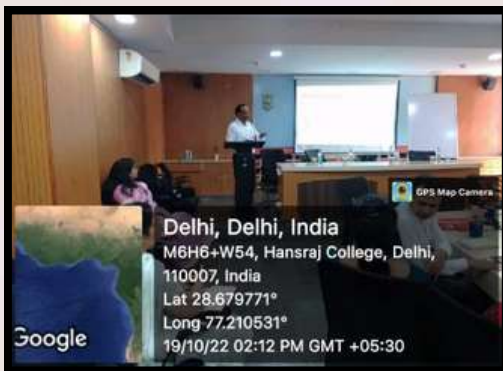 GPS Map Camera
Delhi, Delhi, India
M6H6+W54, Hansraj College, Delhi,
110007, India
Lat 28.679771°
Long 77.210531°
19/10/22 02:12 PM GMT +05:30
Google